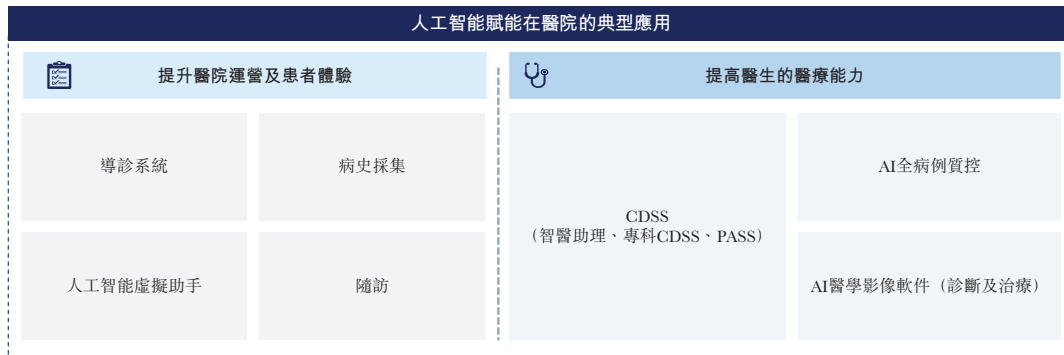 人工智能賦能在醫院的典型應用
提升醫院運營及患者體驗
提高醫生的醫療能力
導診系統
病史採集
人工智能虛擬助手
隨訪
CDSS
（智醫助理、專科CDSS、PASS）
AI全病例質控
AI醫學影像軟件（診斷及治療）